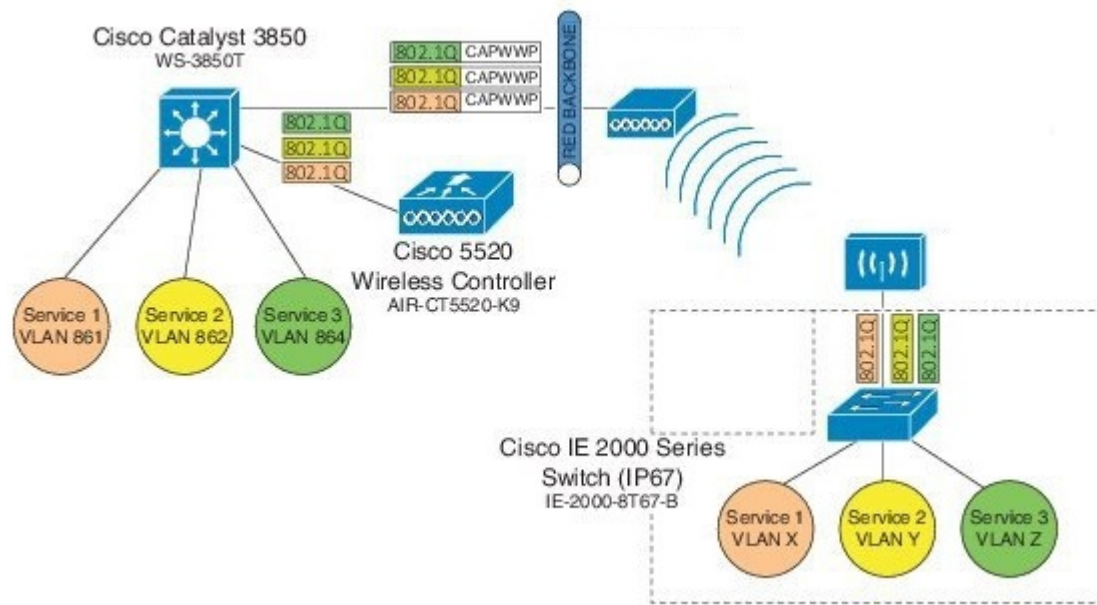 Cisco Catalyst 3850
WS-3850T
802.1Q CAPWWP
802.1Q CAPWWP
802.1Q CAPWWP
RED BACKBONE
802.1Q
802.1Q
802.1Q
Cisco 5520
Wireless Controller
AIR-CT5520-K9
Service 1
VLAN 861
Service 2
VLAN 862
Service 3
VLAN 864
802.1Q
802.1Q
802.1Q
Cisco IE 2000 Series
Switch (IP67)
IE-2000-8T67-B
Service 1
VLAN X
Service 2
VLAN Y
Service 3
VLAN Z